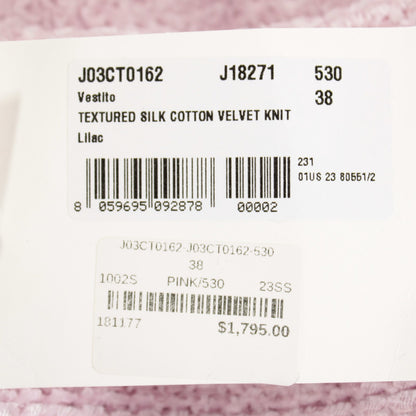 J03CT0162 J18271 530
Vestito 38
TEXTURED SILK COTTON VELVET KNIT
Lilac
231
01US 23 80551/2
8 059695 092878 00002
J03CT0162-J03CT0162-530
38
1002S PINK/530 23SS
181177 $1,795.00